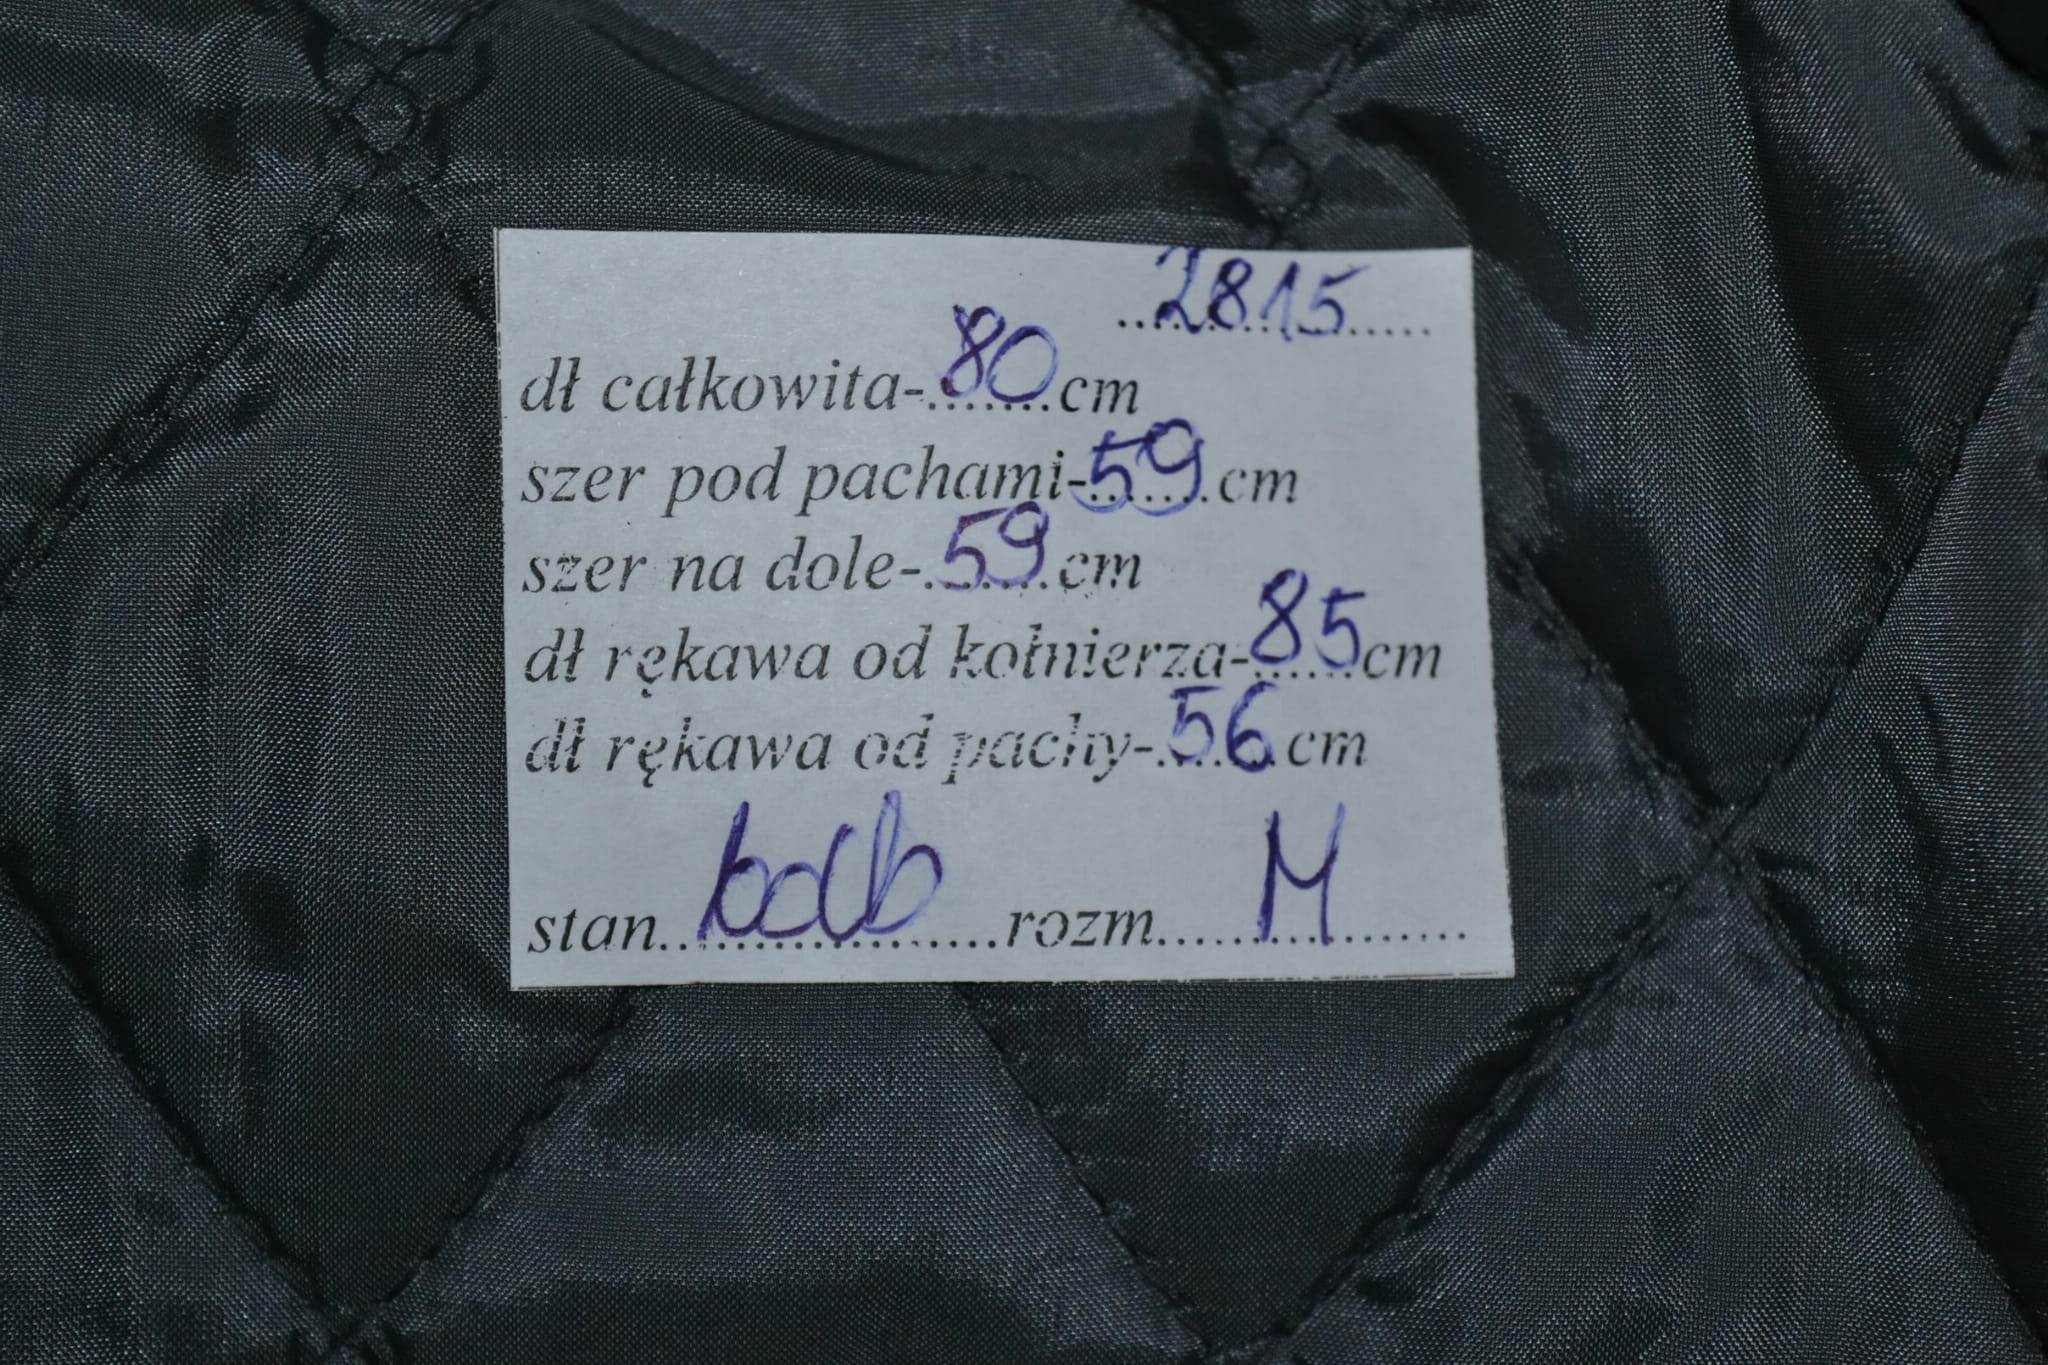 2815
dł całkowita-80cm
szer pod pachami-59cm
szer na dole-59cm
dł rękawa od kołnierza-85cm
dł rękawa od pachy-56cm
stan..................rozm....M............